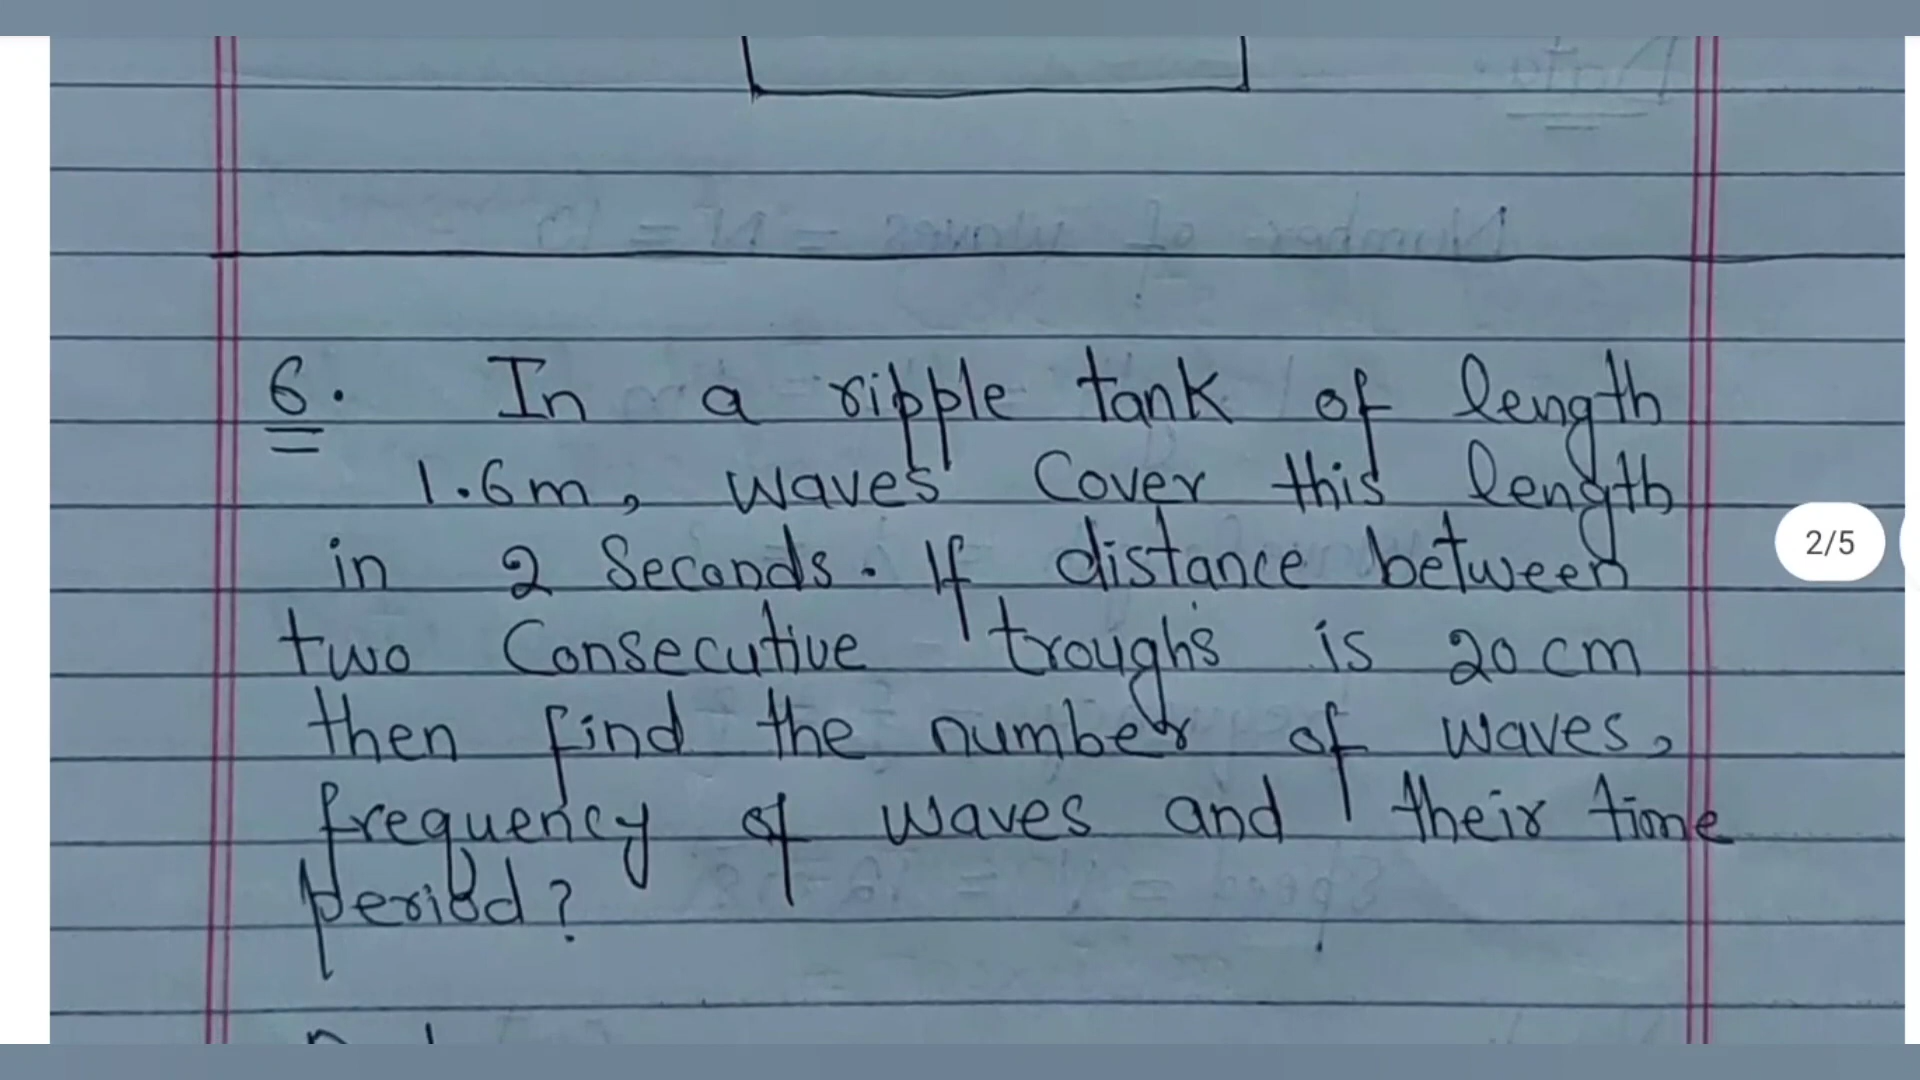 6. In a ripple tank of length
1.6m, waves cover this length
in 2 seconds. If distance between
two Consecutive troughs is 20 cm
then find the number of waves,
frequency of waves and their time
period?
2/5